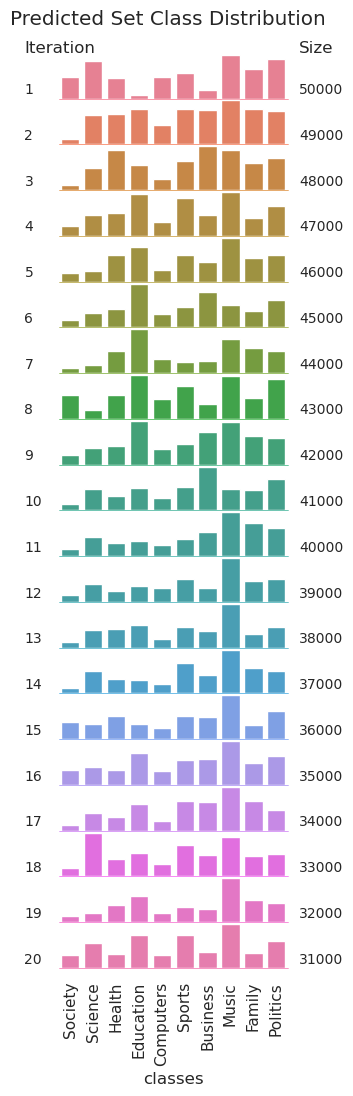 Predicted Set Class Distribution
Iteration Size
1 50000
2 49000
3 48000
4 47000
5 46000
6 45000
7 44000
8 43000
9 42000
10 41000
11 40000
12 39000
13 38000
14 37000
15 36000
16 35000
17 34000
18 33000
19 32000
20 31000
Society
Science
Health
Education
Computers
Sports
Business
Music
Family
Politics
classes